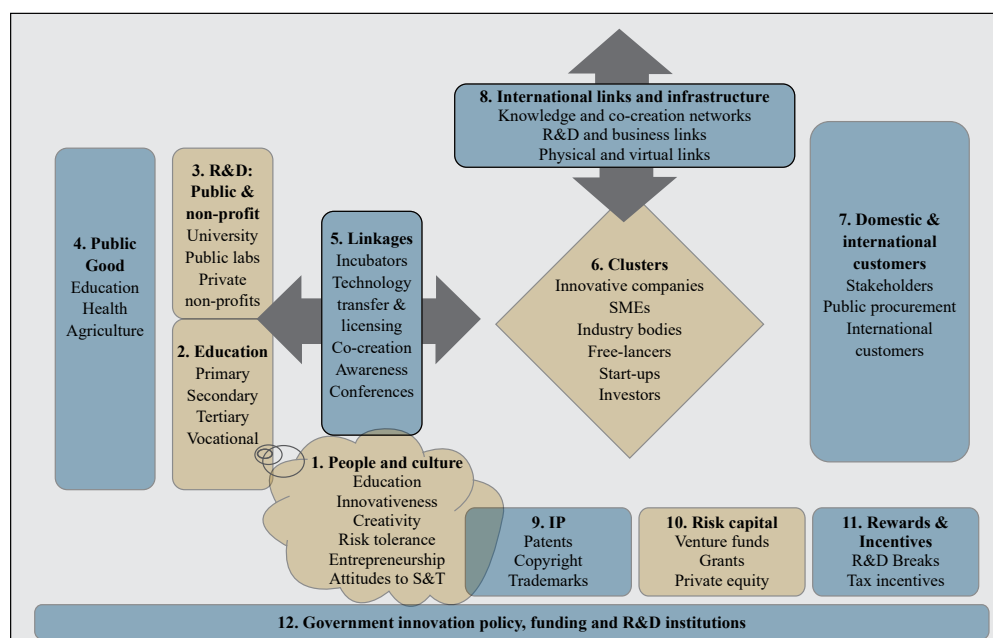 8. International links and infrastructure
Knowledge and co-creation networks
R&D and business links
Physical and virtual links
4. Public
Good
Education
Health
Agriculture
3. R&D:
Public &
non-profit
University
Public labs
Private
non-profits
2. Education
Primary
Secondary
Tertiary
Vocational
5. Linkages
Incubators
Technology
transfer &
licensing
Co-creation
Awareness
Conferences
6. Clusters
Innovative companies
SMEs
Industry bodies
Free-lancers
Start-ups
Investors
7. Domestic &
international
customers
Stakeholders
Public procurement
International
customers
1. People and culture
Education
Innovativeness
Creativity
Risk tolerance
Entrepreneurship
Attitudes to S&T
9. IP
Patents
Copyright
Trademarks
10. Risk capital
Venture funds
Grants
Private equity
11. Rewards &
Incentives
R&D Breaks
Tax incentives
12. Government innovation policy, funding and R&D institutions